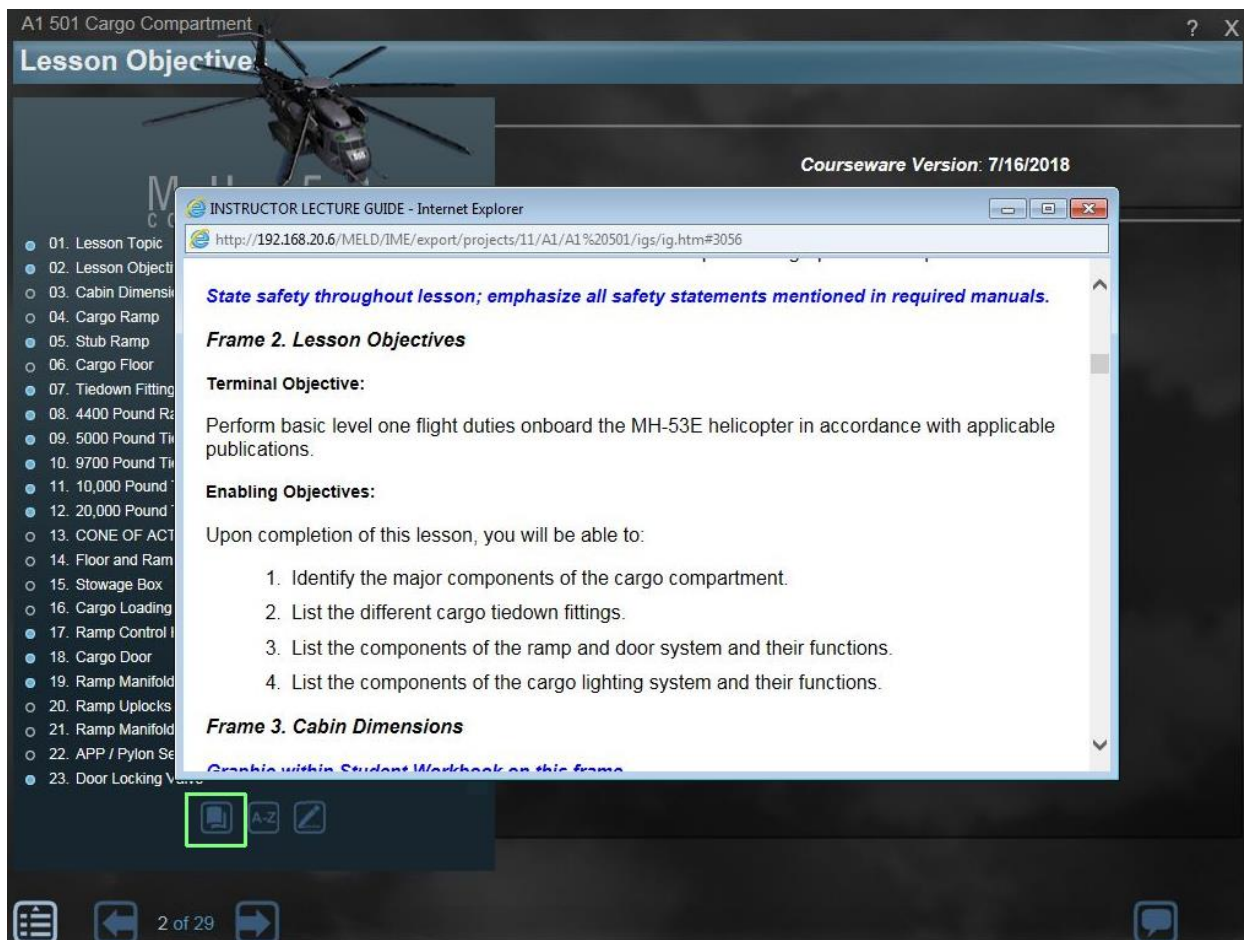 A1 501 Cargo Compartment
? X
Lesson Objective
Courseware Version: 7/16/2018
01. Lesson Topic
02. Lesson Objecti
03. Cabin Dimensi
04. Cargo Ramp
05. Stub Ramp
06. Cargo Floor
07. Tiedown Fitting
08. 4400 Pound Ra
09. 5000 Pound Ti
10. 9700 Pound Ti
11. 10,000 Pound
12. 20,000 Pound
13. CONE OF ACT
14. Floor and Ram
15. Stowage Box
16. Cargo Loading
17. Ramp Control
18. Cargo Door
19. Ramp Manifold
20. Ramp Uplocks
21. Ramp Manifold
22. APP / Pylon Se
23. Door Locking Valve
INSTRUCTOR LECTURE GUIDE - Internet Explorer
http://192.168.20.6/MELD/IME/export/projects/11/A1/A1%20501/igs/ig.htm#3056
State safety throughout lesson; emphasize all safety statements mentioned in required manuals.
Frame 2. Lesson Objectives
Terminal Objective:
Perform basic level one flight duties onboard the MH-53E helicopter in accordance with applicable
publications.
Enabling Objectives:
Upon completion of this lesson, you will be able to:
1. Identify the major components of the cargo compartment.
2. List the different cargo tiedown fittings.
3. List the components of the ramp and door system and their functions.
4. List the components of the cargo lighting system and their functions.
Frame 3. Cabin Dimensions
Graphic within Student Workbook on this frame
A-Z
2 of 29